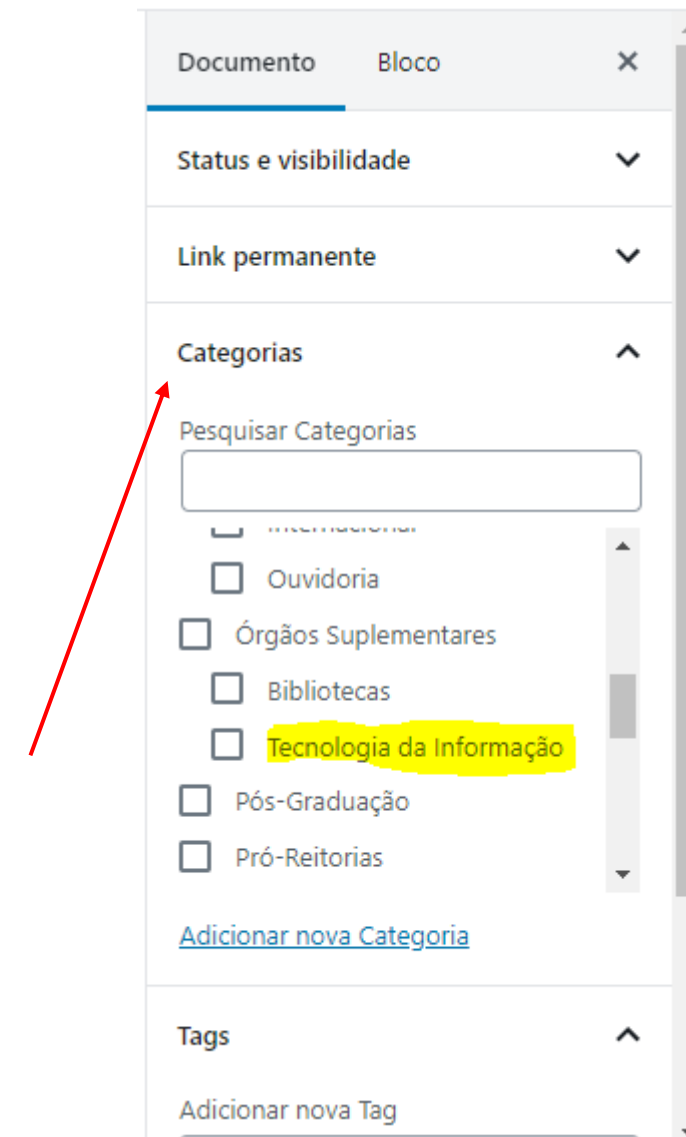 Documento Bloco
Status e visibilidade
Link permanente
Categorias
Pesquisar Categorias
Internacional
Ouvidoria
Órgãos Suplementares
Bibliotecas
Tecnologia da Informação
Pós-Graduação
Pró-Reitorias
Adicionar nova Categoria
Tags
Adicionar nova Tag